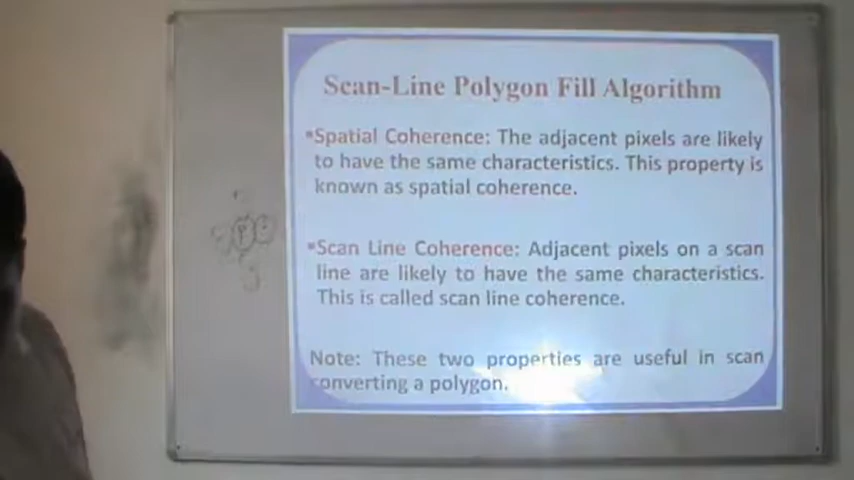 Scan-Line Polygon Fill Algorithm
▪Spatial Coherence: The adjacent pixels are likely
to have the same characteristics. This property is
known as spatial coherence.
▪Scan Line Coherence: Adjacent pixels on a scan
line are likely to have the same characteristics.
This is called scan line coherence.
Note: These two properties are useful in scan
converting a polygon.